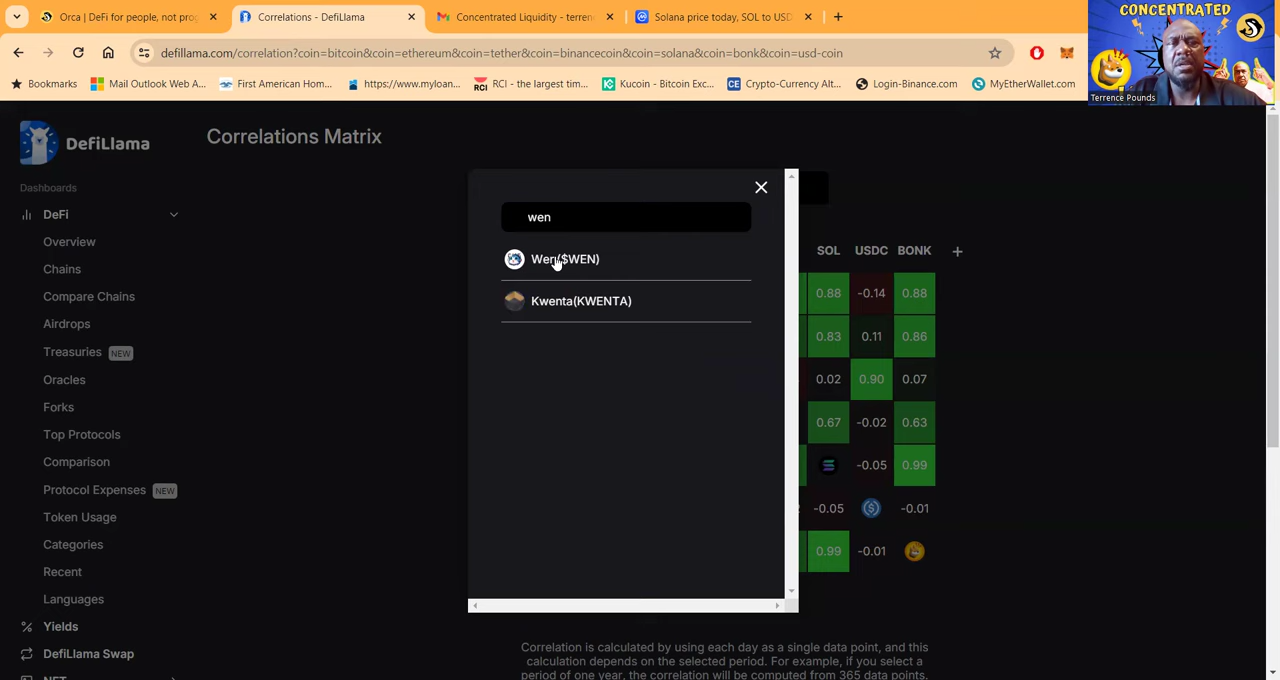 Orca | DeFi for people, not prog
Correlations - DefiLlama
Concentrated Liquidity - terren
Solana price today, SOL to USD
defillama.com/correlation?coin=bitcoin&coin=ethereum&coin=tether&coin=binancecoin&coin=solana&coin=bonk&coin=usd-coin
Bookmarks
Mail Outlook Web A...
First American Hom...
https://www.myloan...
RCI - the largest tim...
Kucoin - Bitcoin Exc...
Crypto-Currency Alt...
Login-Binance.com
MyEtherWallet.com
CONCENTRATED
Terrence Pounds
DefiLlama
Correlations Matrix
Dashboards
DeFi
Overview
Chains
Compare Chains
Airdrops
Treasuries NEW
Oracles
Forks
Top Protocols
Comparison
Protocol Expenses NEW
Token Usage
Categories
Recent
Languages
Yields
DefiLlama Swap
wen
Wen($WEN)
Kwenta(KWENTA)
SOL USDC BONK +
0.88 -0.14 0.88
0.83 0.11 0.86
0.02 0.90 0.07
0.67 -0.02 0.63
-0.05 0.99
-0.05 -0.01
0.99 -0.01
Correlation is calculated by using each day as a single data point, and this
calculation depends on the selected period. For example, if you select a
period of one year, the correlation will be computed from 365 data points.